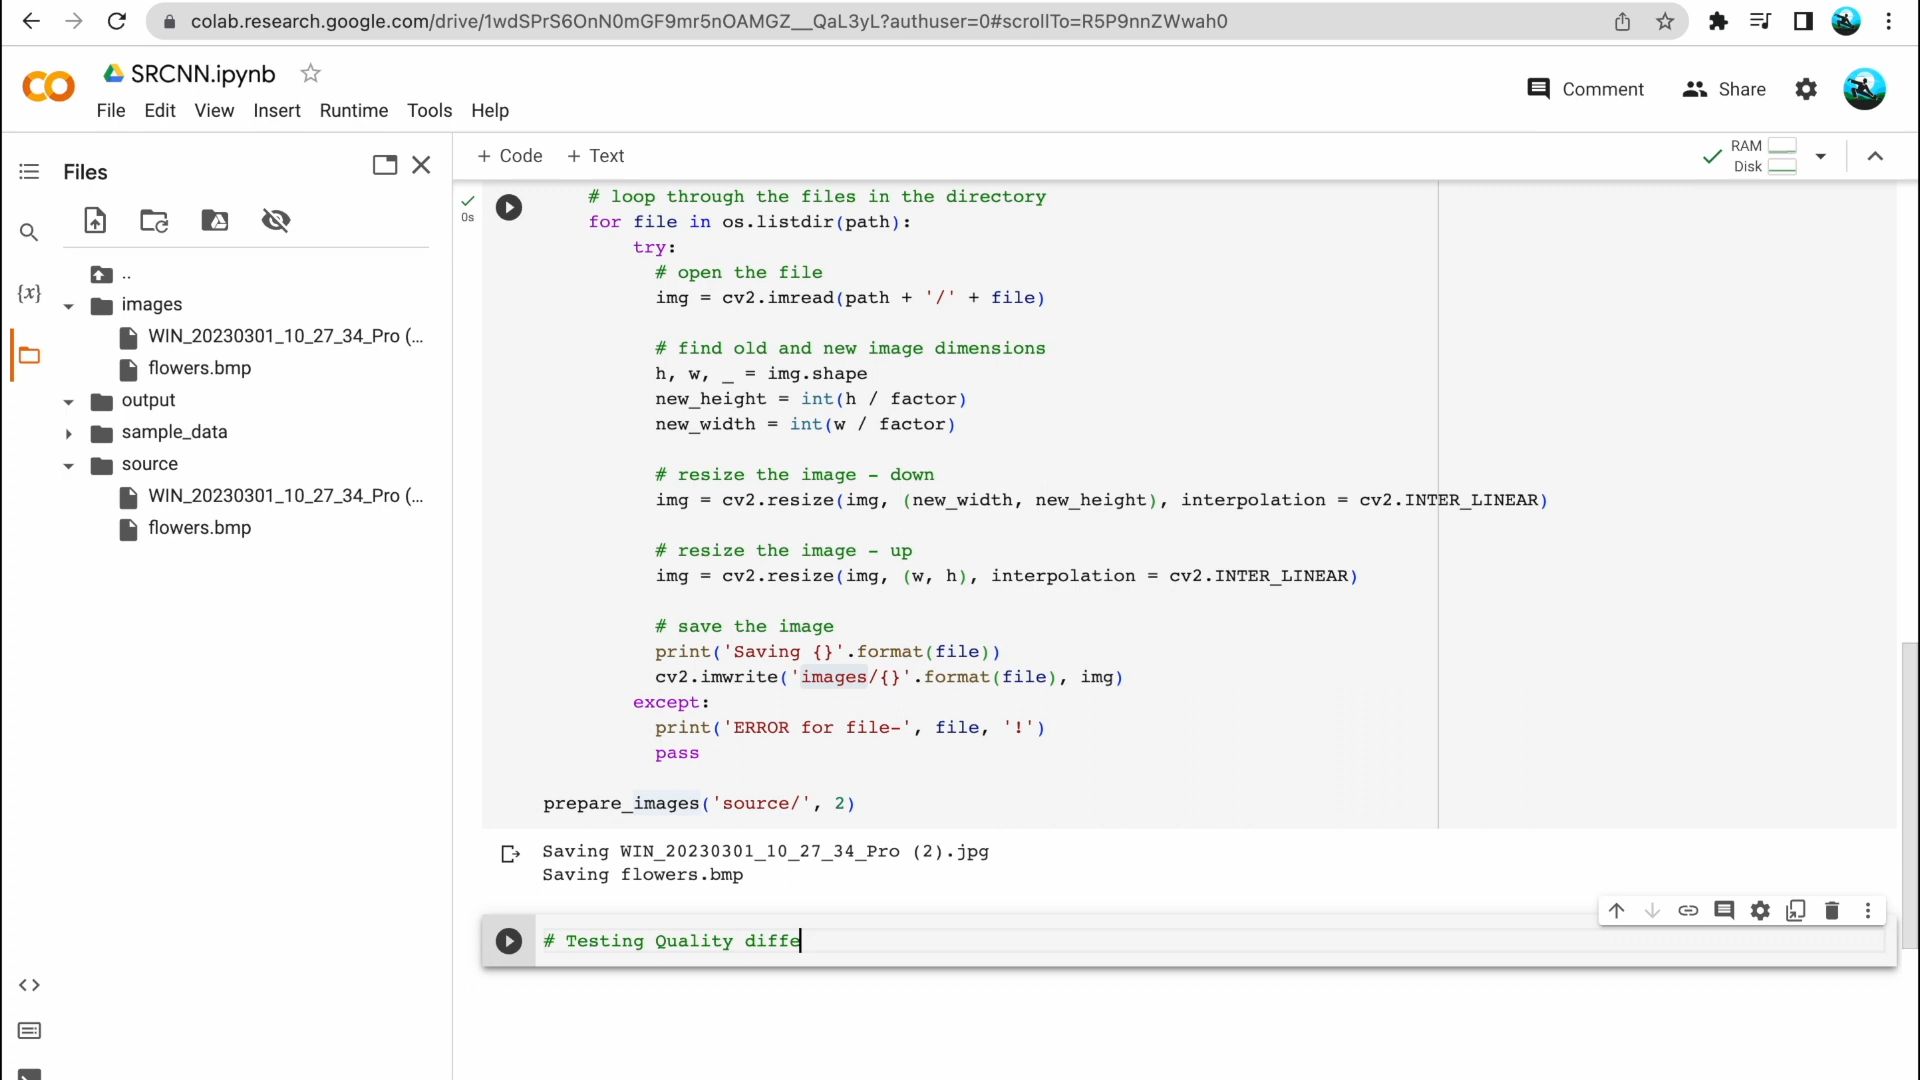 colab.research.google.com/drive/1wdSPrS6OnN0mGF9mr5nOAMGZ__QaL3yL?authuser=0#scrollTo=R5P9nnZWwah0
SRCNN.ipynb
File Edit View Insert Runtime Tools Help
Comment Share
Files
+ Code + Text
RAM
Disk
..
images
WIN_20230301_10_27_34_Pro (...
flowers.bmp
output
sample_data
source
WIN_20230301_10_27_34_Pro (...
flowers.bmp
{x}
0s
# loop through the files in the directory
for file in os.listdir(path):
try:
# open the file
img = cv2.imread(path + '/' + file)
# find old and new image dimensions
h, w, _ = img.shape
new_height = int(h / factor)
new_width = int(w / factor)
# resize the image - down
img = cv2.resize(img, (new_width, new_height), interpolation = cv2.INTER_LINEAR)
# resize the image - up
img = cv2.resize(img, (w, h), interpolation = cv2.INTER_LINEAR)
# save the image
print('Saving {}'.format(file))
cv2.imwrite('images/{}'.format(file), img)
except:
print('ERROR for file-', file, '!')
pass
prepare_images('source/', 2)
Saving WIN_20230301_10_27_34_Pro (2).jpg
Saving flowers.bmp
# Testing Quality diffe